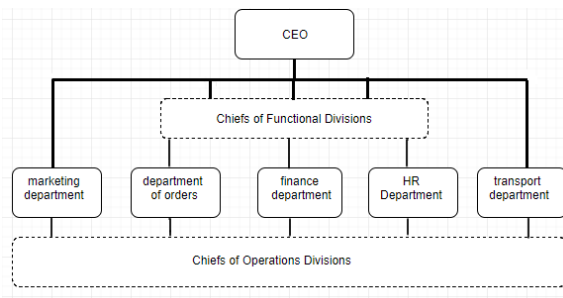 CEO
Chiefs of Functional Divisions
marketing
department
department
of orders
finance
department
HR
Department
transport
department
Chiefs of Operations Divisions